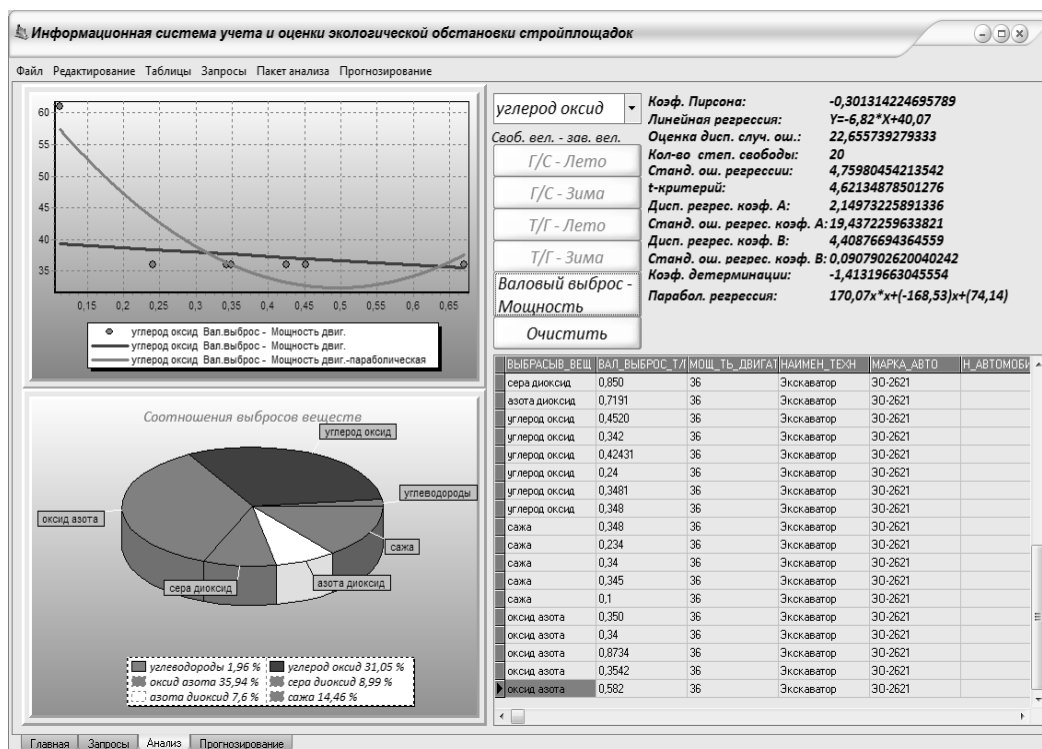 Информационная система учета и оценки экологической обстановки стройплощадок
Файл Редактирование Таблицы Запросы Пакет анализа Прогнозирование
60
55
50
45
40
35
0,15 0,2 0,25 0,3 0,35 0,4 0,45 0,5 0,55 0,6 0,65
углерод оксид Вал.выброс - Мощность двиг.
углерод оксид Вал.выброс - Мощность двиг.
углерод оксид Вал.выброс - Мощность двиг.-параболическая
углерод оксид
Своб. вел. - зав. вел.
Г/С - Лето
Г/С - Зима
Т/Г - Лето
Т/Г - Зима
Валовый выброс -
Мощность
Очистить
Коэф. Пирсона: -0,301314224695789
Линейная регрессия: Y=-6,82*X+40,07
Оценка дисп. случ. ош.: 22,655739279333
Кол-во степ. свободы: 20
Станд. ош. регрессии: 4,75980454213542
t-критерий: 4,62134878501276
Дисп. регрес. коэф. А: 2,14973225891336
Станд. ош. регрес. коэф. А: 19,4372259633821
Дисп. регрес. коэф. В: 4,40876694364559
Станд. ош. регрес. коэф. В: 0,0907902620040242
Коэф. детерминации: -1,41319663045554
Парабол. регрессия: 170,07x*x+(-168,53)x+(74,14)
Соотношения выбросов веществ
углерод оксид
углеводороды
оксид азота
сажа
азота диоксид
сера диоксид
углеводороды 1,96 % углерод оксид 31,05 %
оксид азота 35,94 % сера диоксид 8,99 %
азота диоксид 7,6 % сажа 14,46 %
ВЫБРАСЫВ_ВЕЩ ВАЛ_ВЫБРОС_Т/Г МОЩ_ТЬ_ДВИГАТ НАИМЕН_ТЕХН МАРКА_АВТО Н_АВТОМОБИ
сера диоксид 0,850 36 Экскаватор ЭО-2621
азота диоксид 0,7191 36 Экскаватор ЭО-2621
углерод оксид 0,4520 36 Экскаватор ЭО-2621
углерод оксид 0,342 36 Экскаватор ЭО-2621
углерод оксид 0,42431 36 Экскаватор ЭО-2621
углерод оксид 0,24 36 Экскаватор ЭО-2621
углерод оксид 0,3481 36 Экскаватор ЭО-2621
углерод оксид 0,348 36 Экскаватор ЭО-2621
сажа 0,348 36 Экскаватор ЭО-2621
сажа 0,234 36 Экскаватор ЭО-2621
сажа 0,34 36 Экскаватор ЭО-2621
сажа 0,345 36 Экскаватор ЭО-2621
сажа 0,1 36 Экскаватор ЭО-2621
оксид азота 0,350 36 Экскаватор ЭО-2621
оксид азота 0,34 36 Экскаватор ЭО-2621
оксид азота 0,8734 36 Экскаватор ЭО-2621
оксид азота 0,3542 36 Экскаватор ЭО-2621
оксид азота 0,582 36 Экскаватор ЭО-2621
Главная Запросы Анализ Прогнозирование